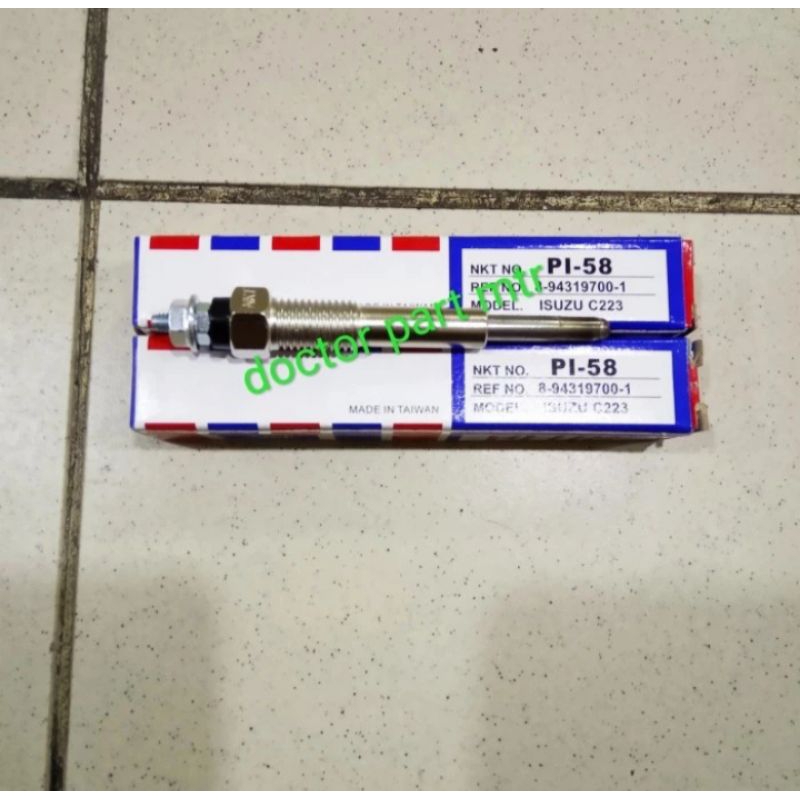 NKT NO. PI-58
REF NO. 8-94319700-1
MODEL. ISUZU C223
NKT
doctor part mtr
NKT NO. PI-58
REF NO. 8-94319700-1
MODEL. ISUZU C223
MADE IN TAIWAN